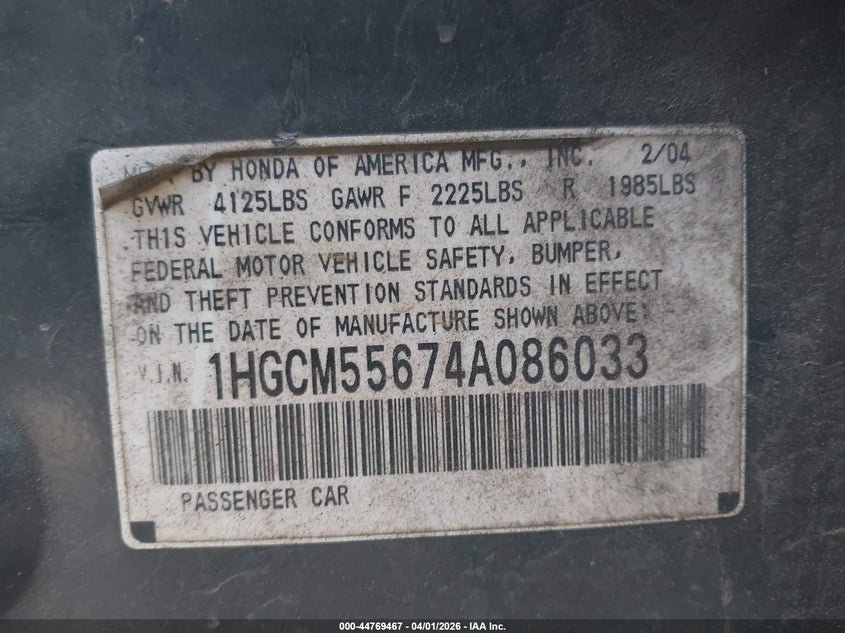 MFD. BY HONDA OF AMERICA MFG., INC. 2/04
GVWR 4125LBS GAWR F 2225LBS R 1985LBS
THIS VEHICLE CONFORMS TO ALL APPLICABLE
FEDERAL MOTOR VEHICLE SAFETY, BUMPER,
AND THEFT PREVENTION STANDARDS IN EFFECT
ON THE DATE OF MANUFACTURE SHOWN ABOVE.
V.I.N. 1HGCM55674A086033
PASSENGER CAR
000-44769467 - 04/01/2026 - IAA Inc.